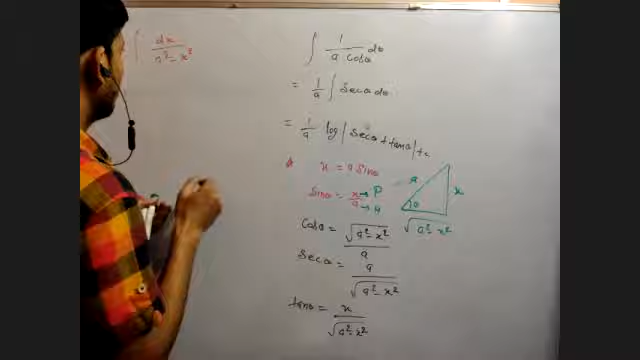 ∫ dx / a² - x²
∫ 1 / a cosθ dθ
= 1/a ∫ Secθ dθ
= 1/a log | Secθ + tanθ | + c
x = a Sinθ
Sinθ = x/a → P → H
Cosθ = √a² - x² / a
Secθ = a / √a² - x²
tanθ = x / √a² - x²
a
x
θ
√a² - x²